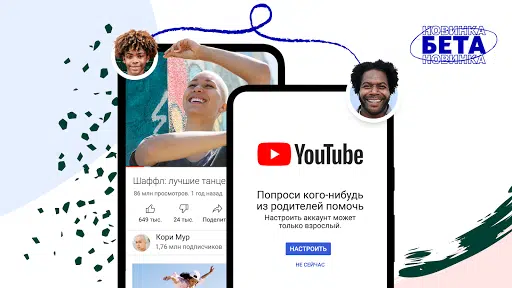 НОВИНКА
БЕТА
НОВИНКА
Шаффл: лучшие танце
86 млн просмотров. 1 год назад
649 тыс.
24 тыс.
Поделит
Кори Мур
1,76 млн подписчиков
YouTube
Попроси кого-нибудь
из родителей помочь
Настроить аккаунт может
только взрослый.
НАСТРОИТЬ
НЕ СЕЙЧАС